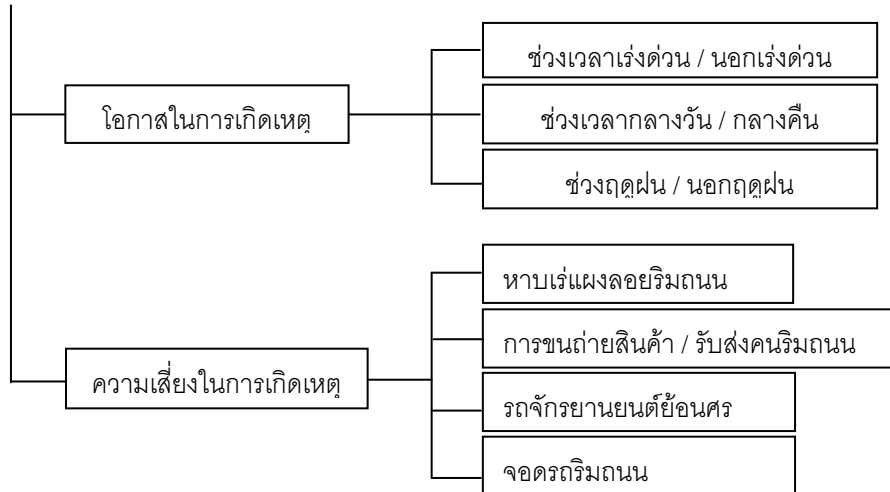 ช่วงเวลาเร่งด่วน / นอกเร่งด่วน
โอกาสในการเกิดเหตุ
ช่วงเวลากลางวัน / กลางคืน
ช่วงฤดูฝน / นอกฤดูฝน
หาบเร่แผงลอยริมถนน
การขนถ่ายสินค้า / รับส่งคนริมถนน
ความเสี่ยงในการเกิดเหตุ
รถจักรยานยนต์ย้อนศร
จอดรถริมถนน